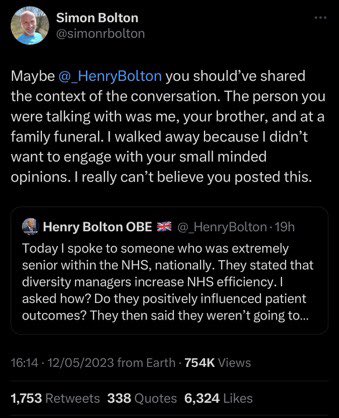 Simon Bolton
@simonrbolton
Maybe @_HenryBolton you should’ve shared
the context of the conversation. The person you
were talking with was me, your brother, and at a
family funeral. I walked away because I didn’t
want to engage with your small minded
opinions. I really can’t believe you posted this.
Henry Bolton OBE 🇬🇧 @_HenryBolton · 19h
Today I spoke to someone who was extremely
senior within the NHS, nationally. They stated that
diversity managers increase NHS efficiency. I
asked how? Do they positively influenced patient
outcomes? They then said they weren’t going to...
16:14 · 12/05/2023 from Earth · 754K Views
1,753 Retweets 338 Quotes 6,324 Likes